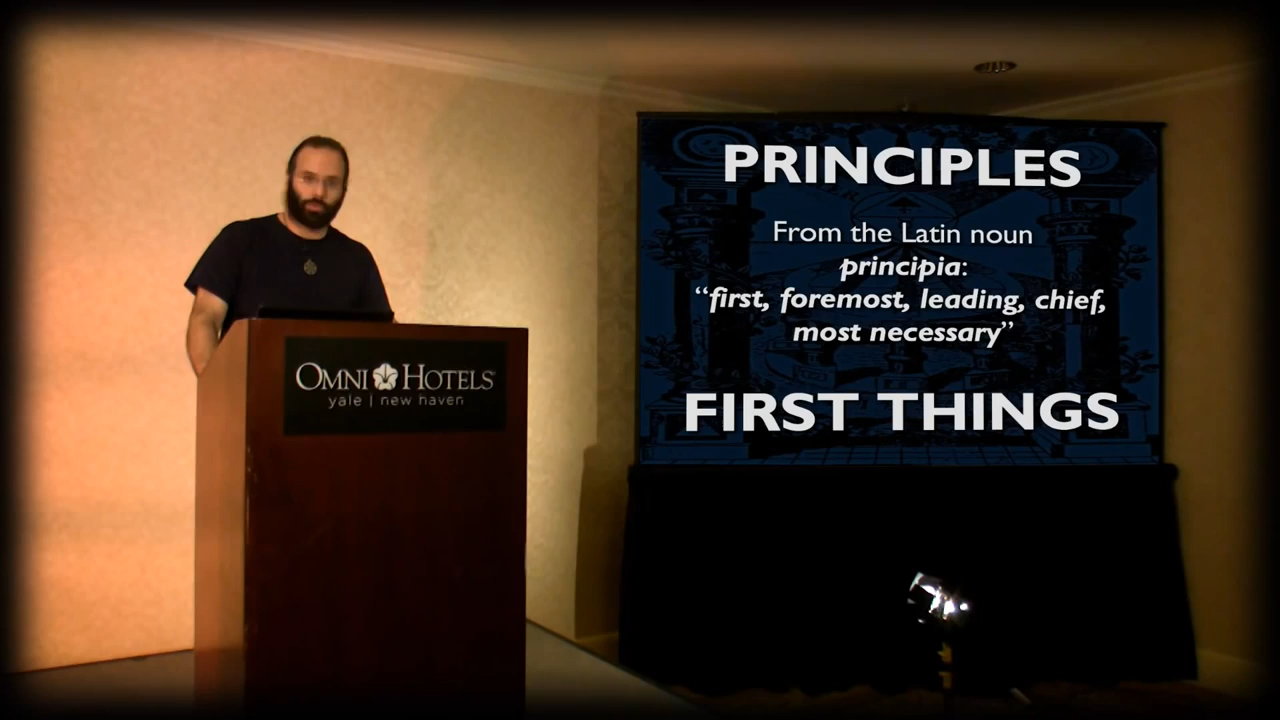 OMNI HOTELS
yale | new haven
PRINCIPLES
From the Latin noun
principia:
“first, foremost, leading, chief,
most necessary”
FIRST THINGS